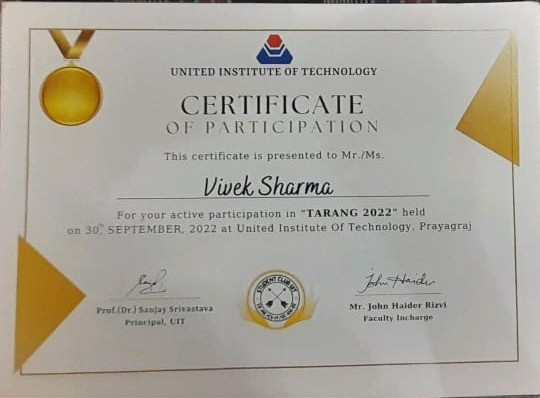 UNITED INSTITUTE OF TECHNOLOGY
CERTIFICATE
OF PARTICIPATION
This certificate is presented to Mr./Ms.
Vivek Sharma
For your active participation in "TARANG 2022" held
on 30th, SEPTEMBER, 2022 at United Institute Of Technology, Prayagraj
STUDENT CLUB UIT
John Haider
Prof.(Dr.) Sanjay Srivastava
Principal, UIT
Mr. John Haider Rizvi
Faculty Incharge